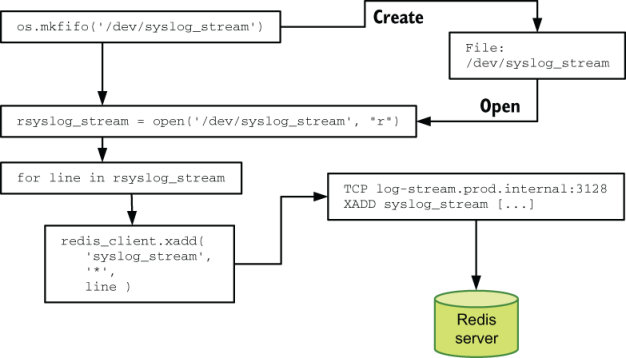 os.mkfifo('/dev/syslog_stream')
Create
File:
/dev/syslog_stream
Open
rsyslog_stream = open('/dev/syslog_stream', "r")
for line in rsyslog_stream
TCP log-stream.prod.internal:3128
XADD syslog_stream [...]
redis_client.xadd(
'syslog_stream',
'*',
line )
Redis
server